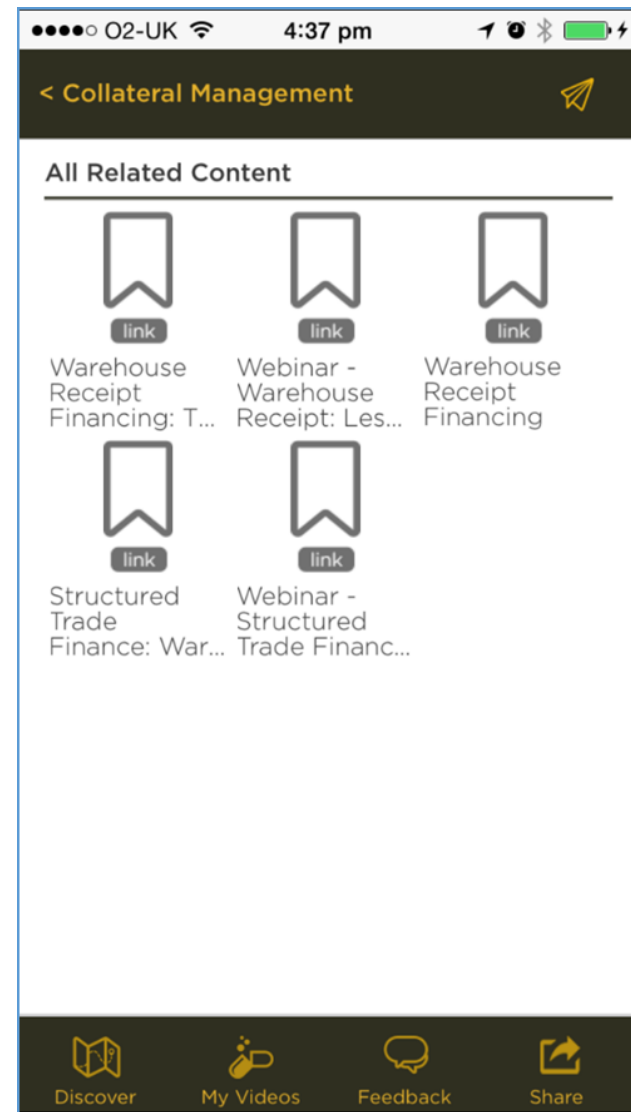 O2-UK 4:37 pm
< Collateral Management
All Related Content
link link link
Warehouse
Receipt
Financing: T...
Webinar -
Warehouse
Receipt: Les...
Warehouse
Receipt
Financing
link link
Structured
Trade
Finance: War...
Webinar -
Structured
Trade Financ...
Discover My Videos Feedback Share